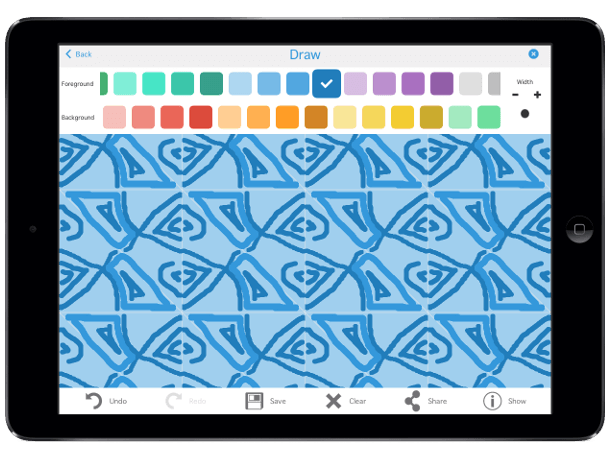 Back
Draw
Foreground
Width
- +
Background
Undo
Redo
Save
Clear
Share
Show